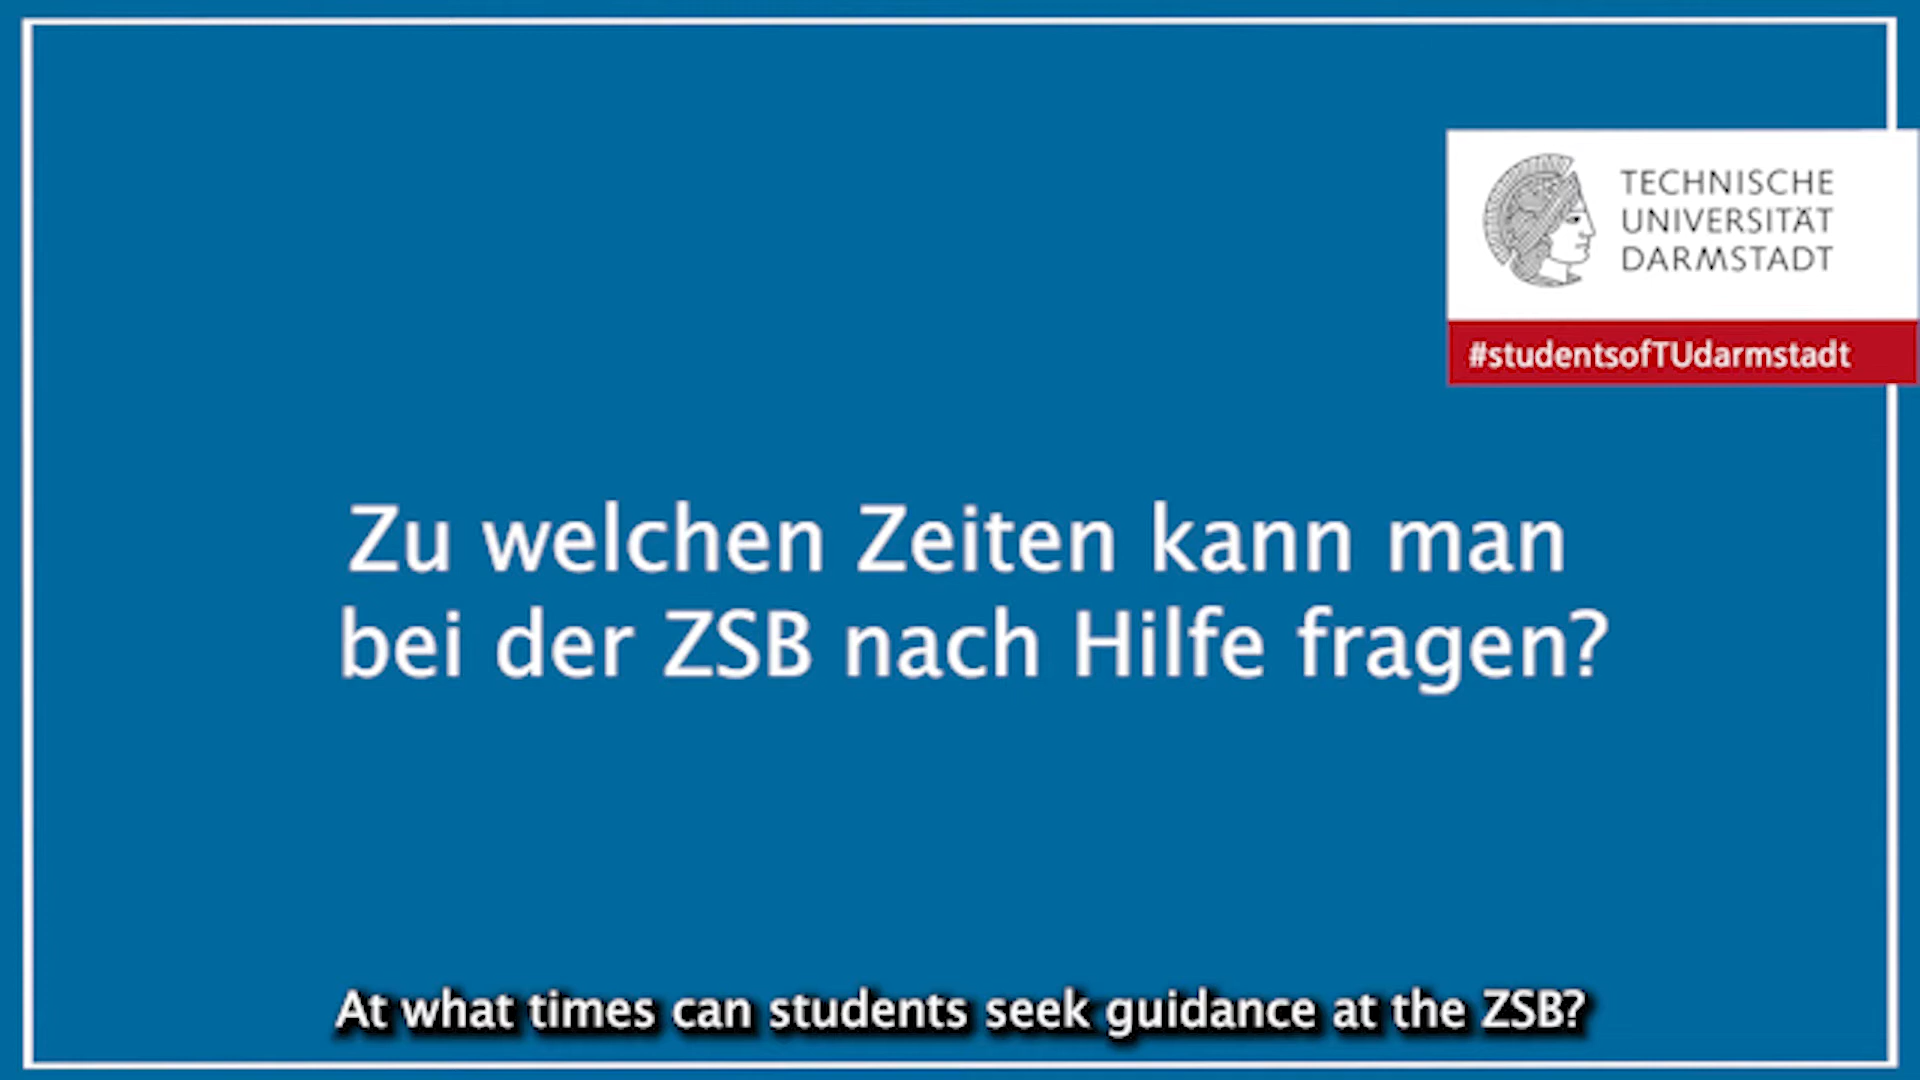 TECHNISCHE
UNIVERSITÄT
DARMSTADT
#studentsofTUdarmstadt
Zu welchen Zeiten kann man
bei der ZSB nach Hilfe fragen?
At what times can students seek guidance at the ZSB?